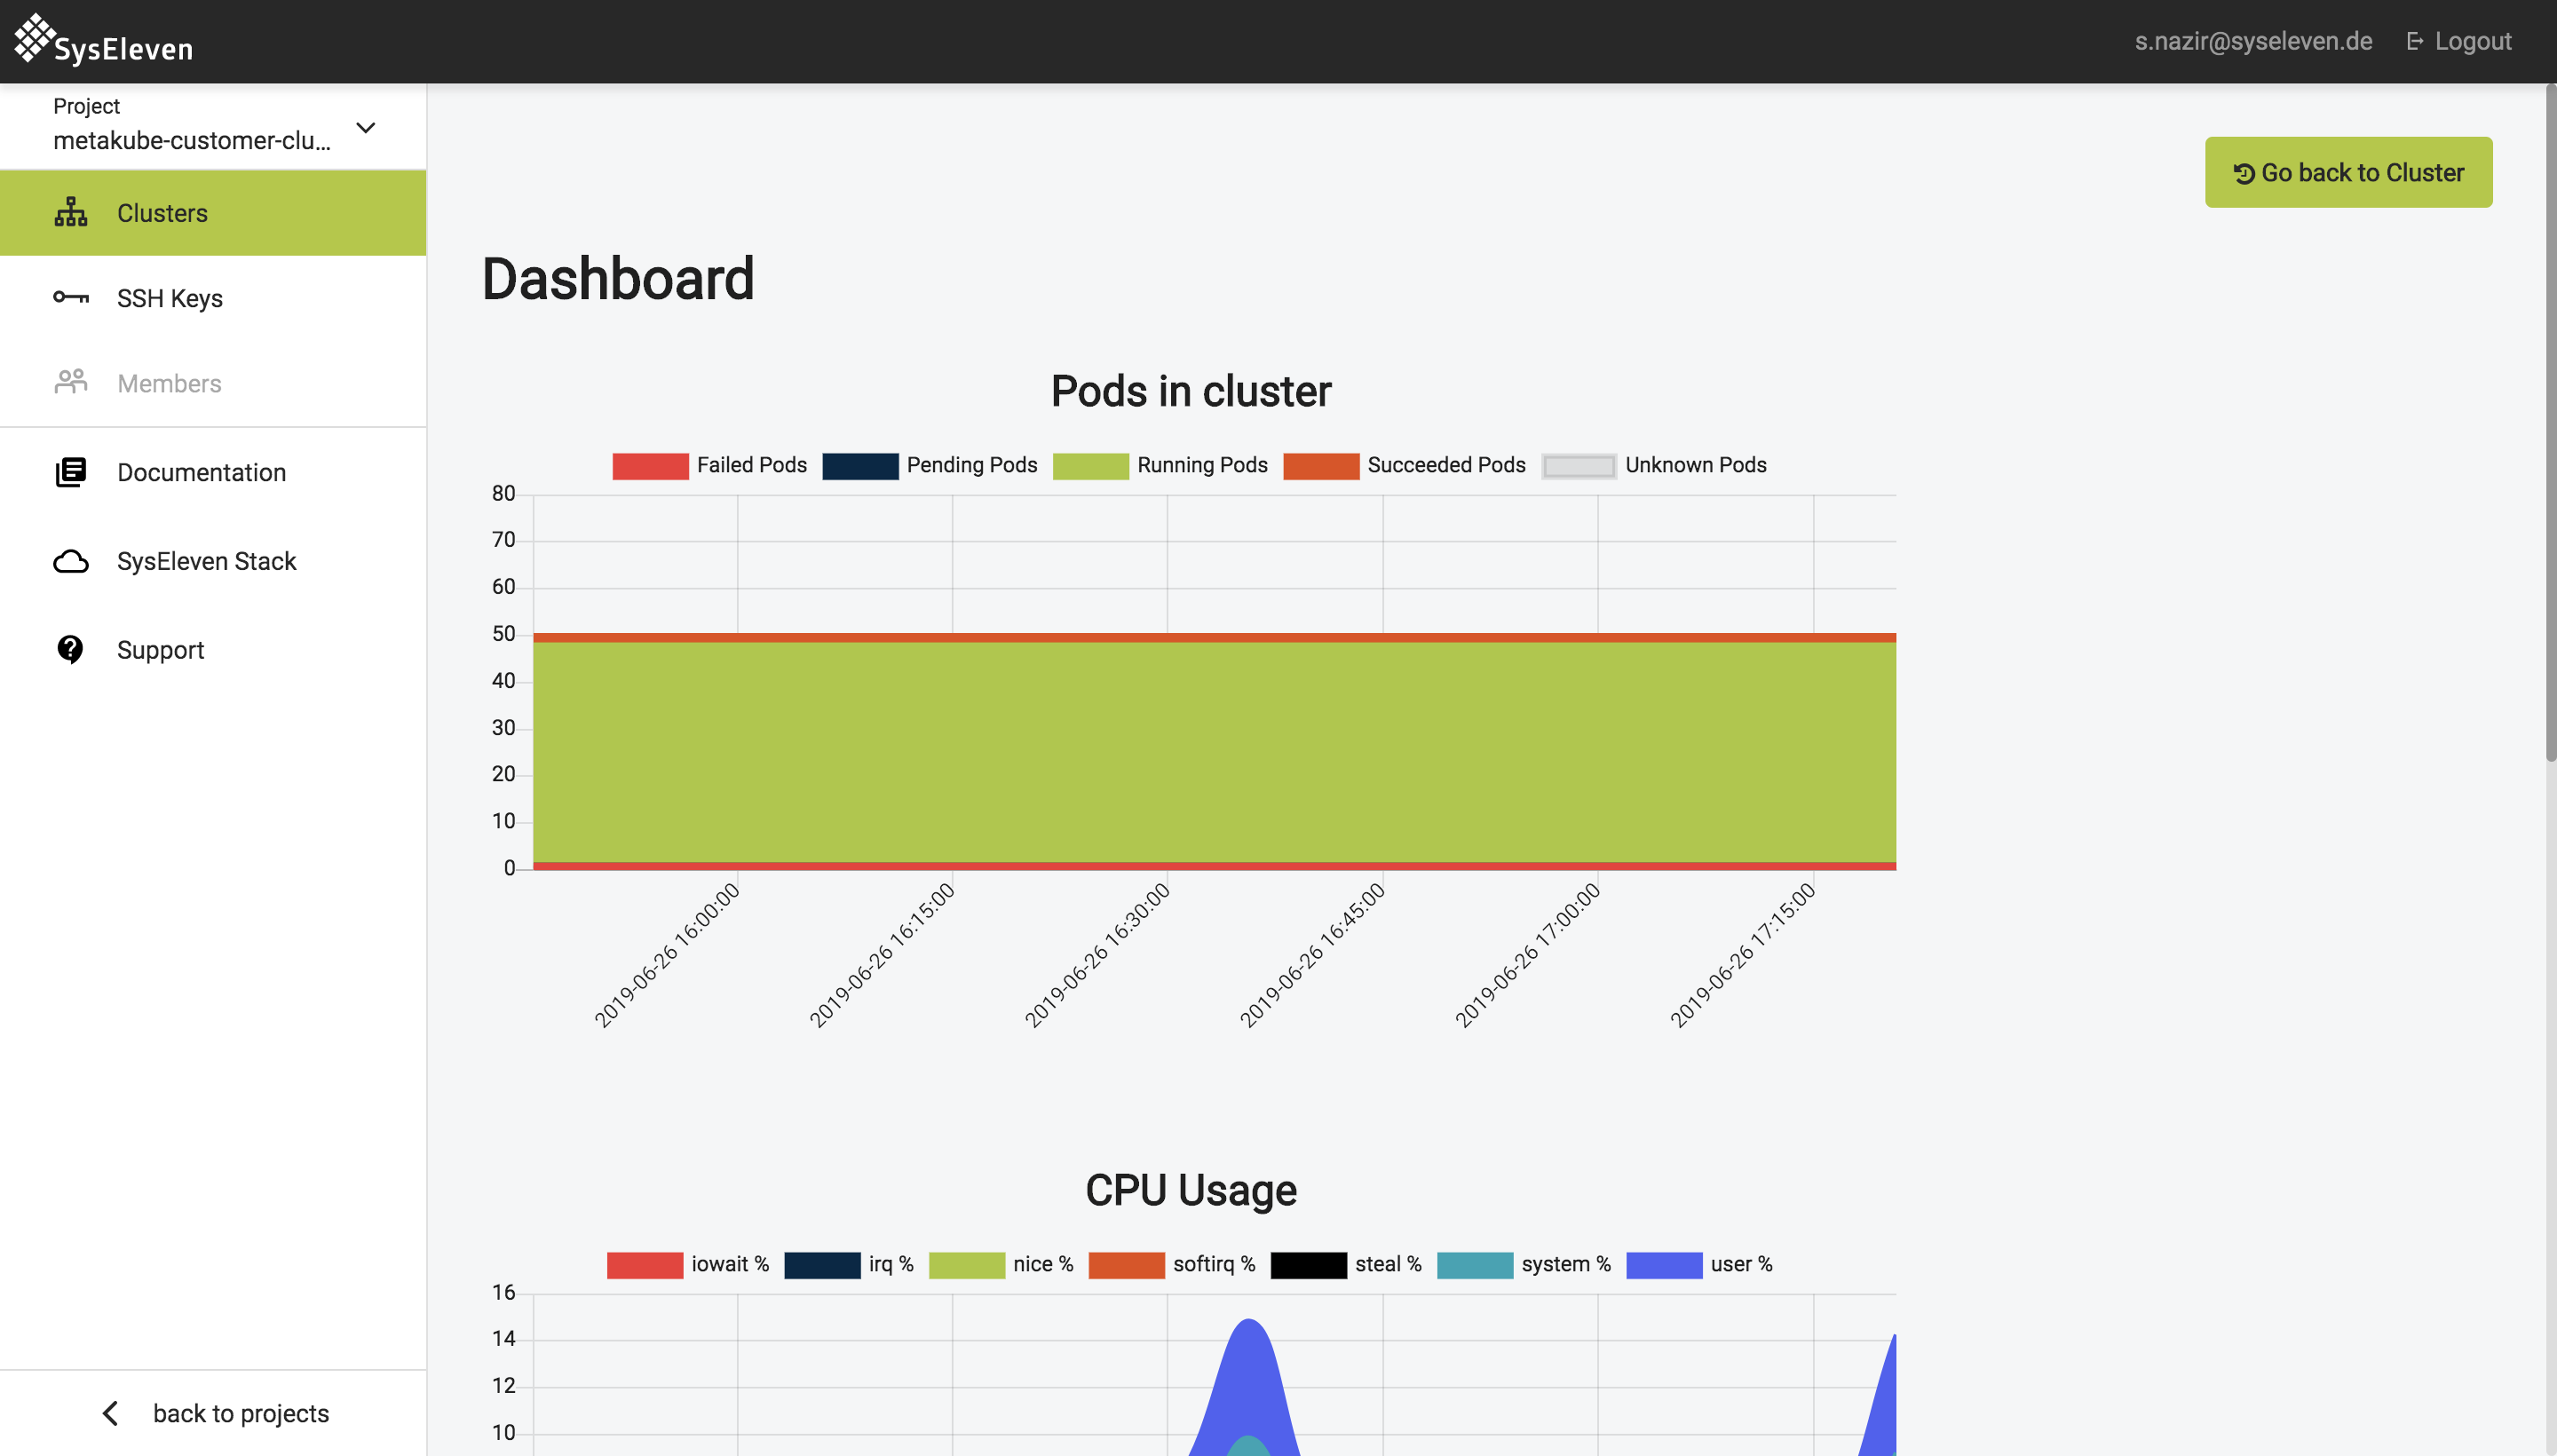 SysEleven
s.nazir@syseleven.de
Logout
Project
metakube-customer-clu...
Clusters
SSH Keys
Members
Documentation
SysEleven Stack
Support
back to projects
Go back to Cluster
Dashboard
Pods in cluster
Failed Pods Pending Pods Running Pods Succeeded Pods Unknown Pods
80
70
60
50
40
30
20
10
0
2019-06-26 16:00:00
2019-06-26 16:15:00
2019-06-26 16:30:00
2019-06-26 16:45:00
2019-06-26 17:00:00
2019-06-26 17:15:00
CPU Usage
iowait % irq % nice % softirq % steal % system % user %
16
14
12
10